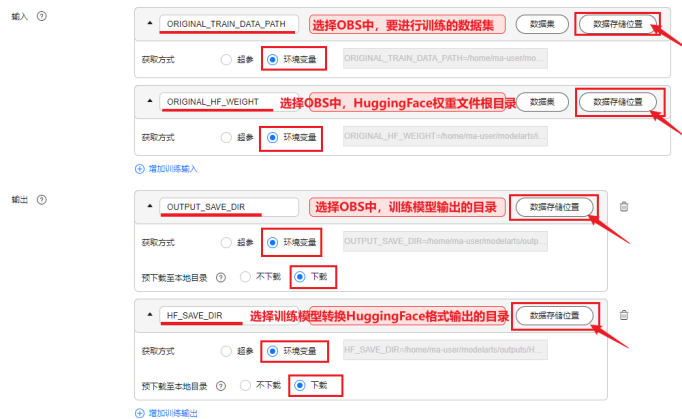 输入 ?
ORIGINAL_TRAIN_DATA_PATH 选择OBS中，要进行训练的数据集 数据集 数据存储位置
获取方式 超参 环境变量 ORIGINAL_TRAIN_DATA_PATH=/home/ma-user/mo...
ORIGINAL_HF_WEIGHT 选择OBS中，HuggingFace权重文件根目录 数据集 数据存储位置
获取方式 超参 环境变量 ORIGINAL_HF_WEIGHT=/home/ma-user/modelarts/i...
增加训练输入
输出 ?
OUTPUT_SAVE_DIR 选择OBS中，训练模型输出的目录 数据存储位置
获取方式 超参 环境变量 OUTPUT_SAVE_DIR=/home/ma-user/modelarts/outp...
预下载至本地目录 ? 不下载 下载
HF_SAVE_DIR 选择训练模型转换HuggingFace格式输出的目录 数据存储位置
获取方式 超参 环境变量 HF_SAVE_DIR=/home/ma-user/modelarts/outputs/H...
预下载至本地目录 ? 不下载 下载
增加训练输出